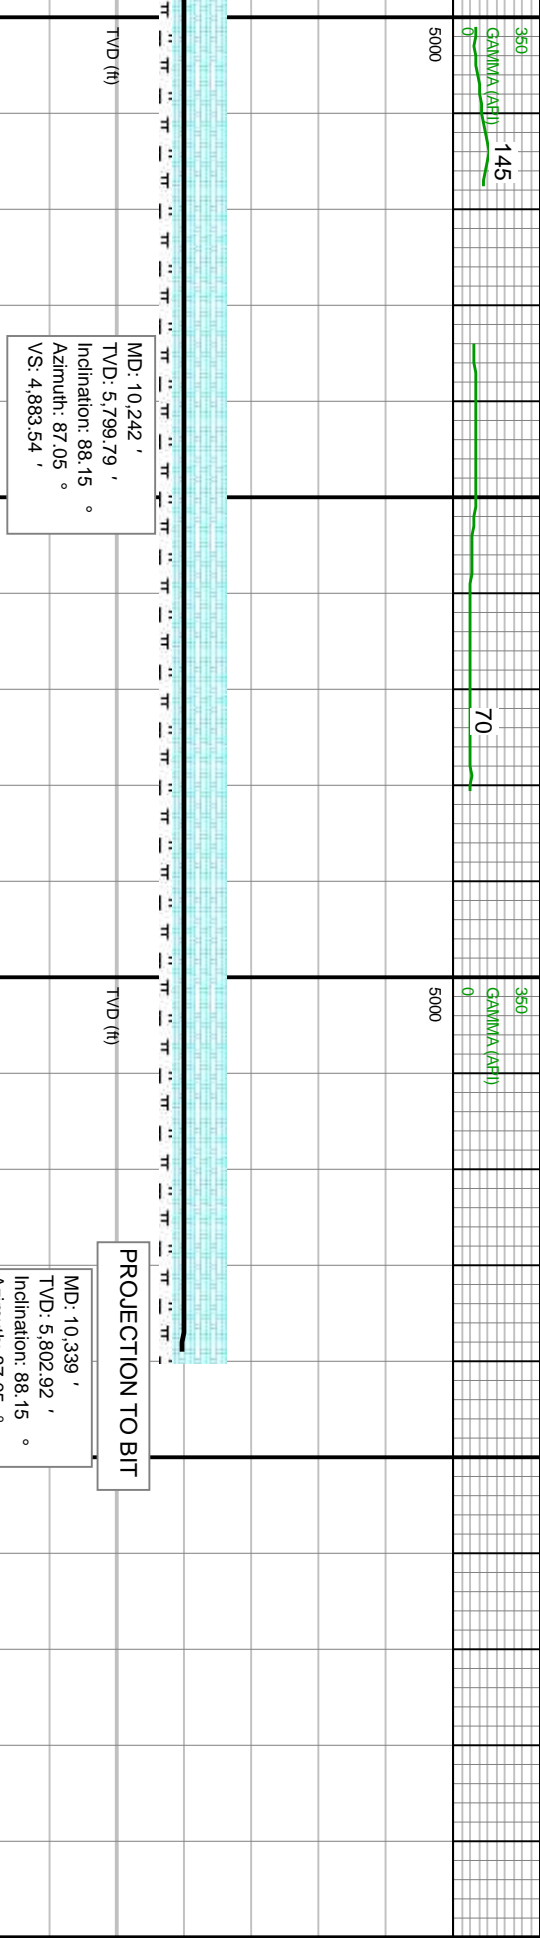 350
GAMMA (API)
0
5000
TVD (ft)
145
MD: 10,242 '
TVD: 5,799.79 '
Inclination: 88.15 °
Azimuth: 87.05 °
VS: 4,883.54 '
70
350
GAMMA (API)
0
5000
TVD (ft)
PROJECTION TO BIT
MD: 10,339 '
TVD: 5,802.92 '
Inclination: 88.15 °